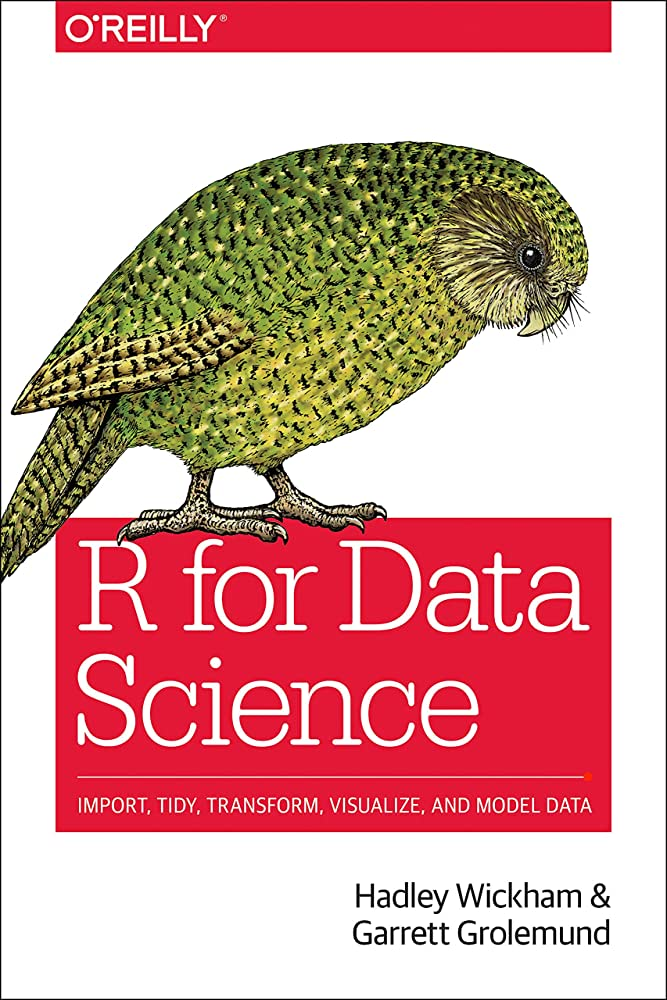 O'REILLY®
R for Data
Science
IMPORT, TIDY, TRANSFORM, VISUALIZE, AND MODEL DATA
Hadley Wickham &
Garrett Grolemund